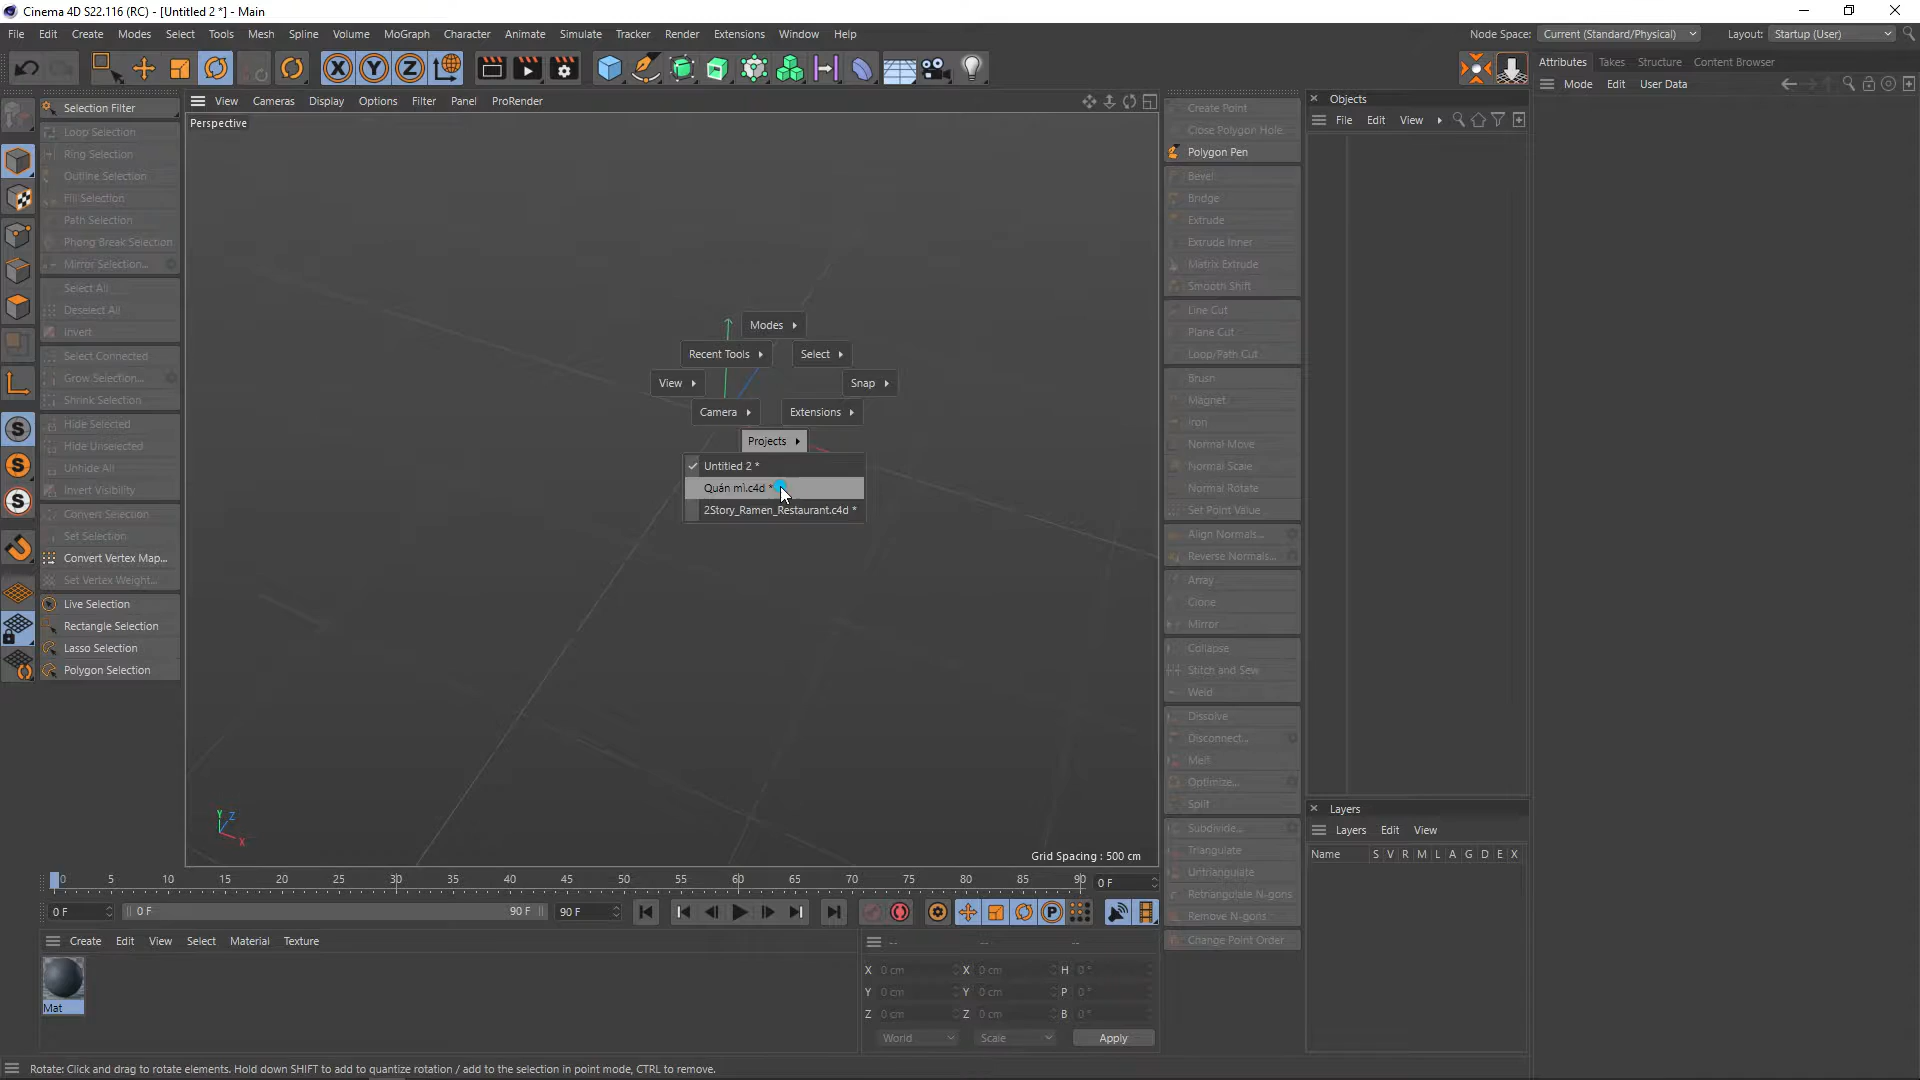 Cinema 4D S22.116 (RC) - [Untitled 2 *] - Main
File Edit Create Modes Select Tools Mesh Spline Volume MoGraph Character Animate Simulate Tracker Render Extensions Window Help
Node Space: Current (Standard/Physical) Layout: Startup (User)
Attributes Takes Structure Content Browser
Mode Edit User Data
View Cameras Display Options Filter Panel ProRender
Perspective
Selection Filter
Loop Selection
Ring Selection
Outline Selection
Fill Selection
Path Selection
Phong Break Selection
Mirror Selection...
Select All
Deselect All
Invert
Select Connected
Grow Selection...
Shrink Selection
Hide Selected
Hide Unselected
Unhide All
Invert Visibility
Convert Selection
Set Selection
Convert Vertex Map...
Set Vertex Weight...
Live Selection
Rectangle Selection
Lasso Selection
Polygon Selection
Modes
Recent Tools Select
View Snap
Camera Extensions
Projects
Untitled 2 *
Quán mì.c4d *
2Story_Ramen_Restaurant.c4d *
Y Z
X
Grid Spacing : 500 cm
Create Point
Close Polygon Hole
Polygon Pen
Bevel
Bridge
Extrude
Extrude Inner
Matrix Extrude
Smooth Shift
Line Cut
Plane Cut
Loop/Path Cut
Brush
Magnet
Iron
Normal Move
Normal Scale
Normal Rotate
Set Point Value
Align Normals...
Reverse Normals...
Array
Clone
Mirror
Collapse
Stitch and Sew
Weld
Dissolve
Disconnect...
Melt
Optimize...
Split
Subdivide...
Triangulate
Untriangulate
Retriangulate N-gons
Remove N-gons
Change Point Order
Objects
File Edit View
Layers
Layers Edit View
Name S V R M L A G D E X
0 5 10 15 20 25 30 35 40 45 50 55 60 65 70 75 80 85 90 0 F
0 F 0 F 90 F 90 F
Create Edit View Select Material Texture
Mat
-- -- --
X 0 cm X 0 cm H 0 °
Y 0 cm Y 0 cm P 0 °
Z 0 cm Z 0 cm B 0 °
World Scale Apply
Rotate: Click and drag to rotate elements. Hold down SHIFT to add to quantize rotation / add to the selection in point mode, CTRL to remove.